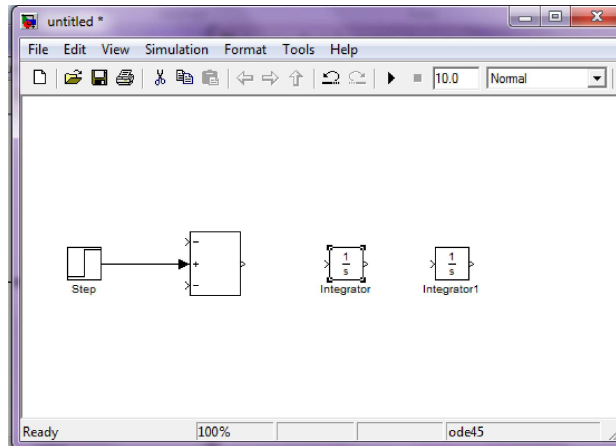 untitled *
File Edit View Simulation Format Tools Help
10.0 Normal
−
+
−
1
s
1
s
Step
Integrator
Integrator1
Ready 100% ode45